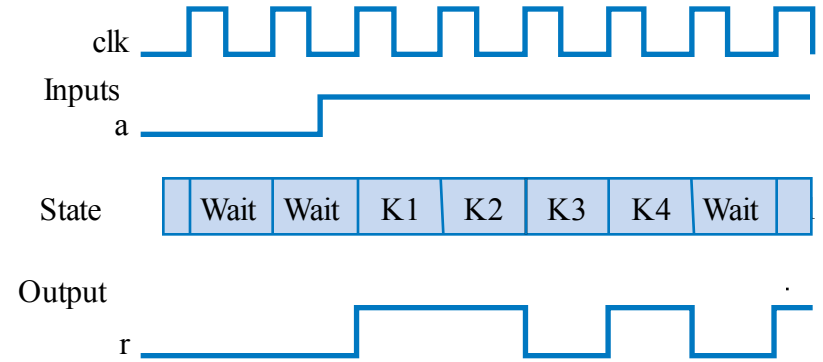 clk
Inputs
a
State Wait Wait K1 K2 K3 K4 Wait
Output
r